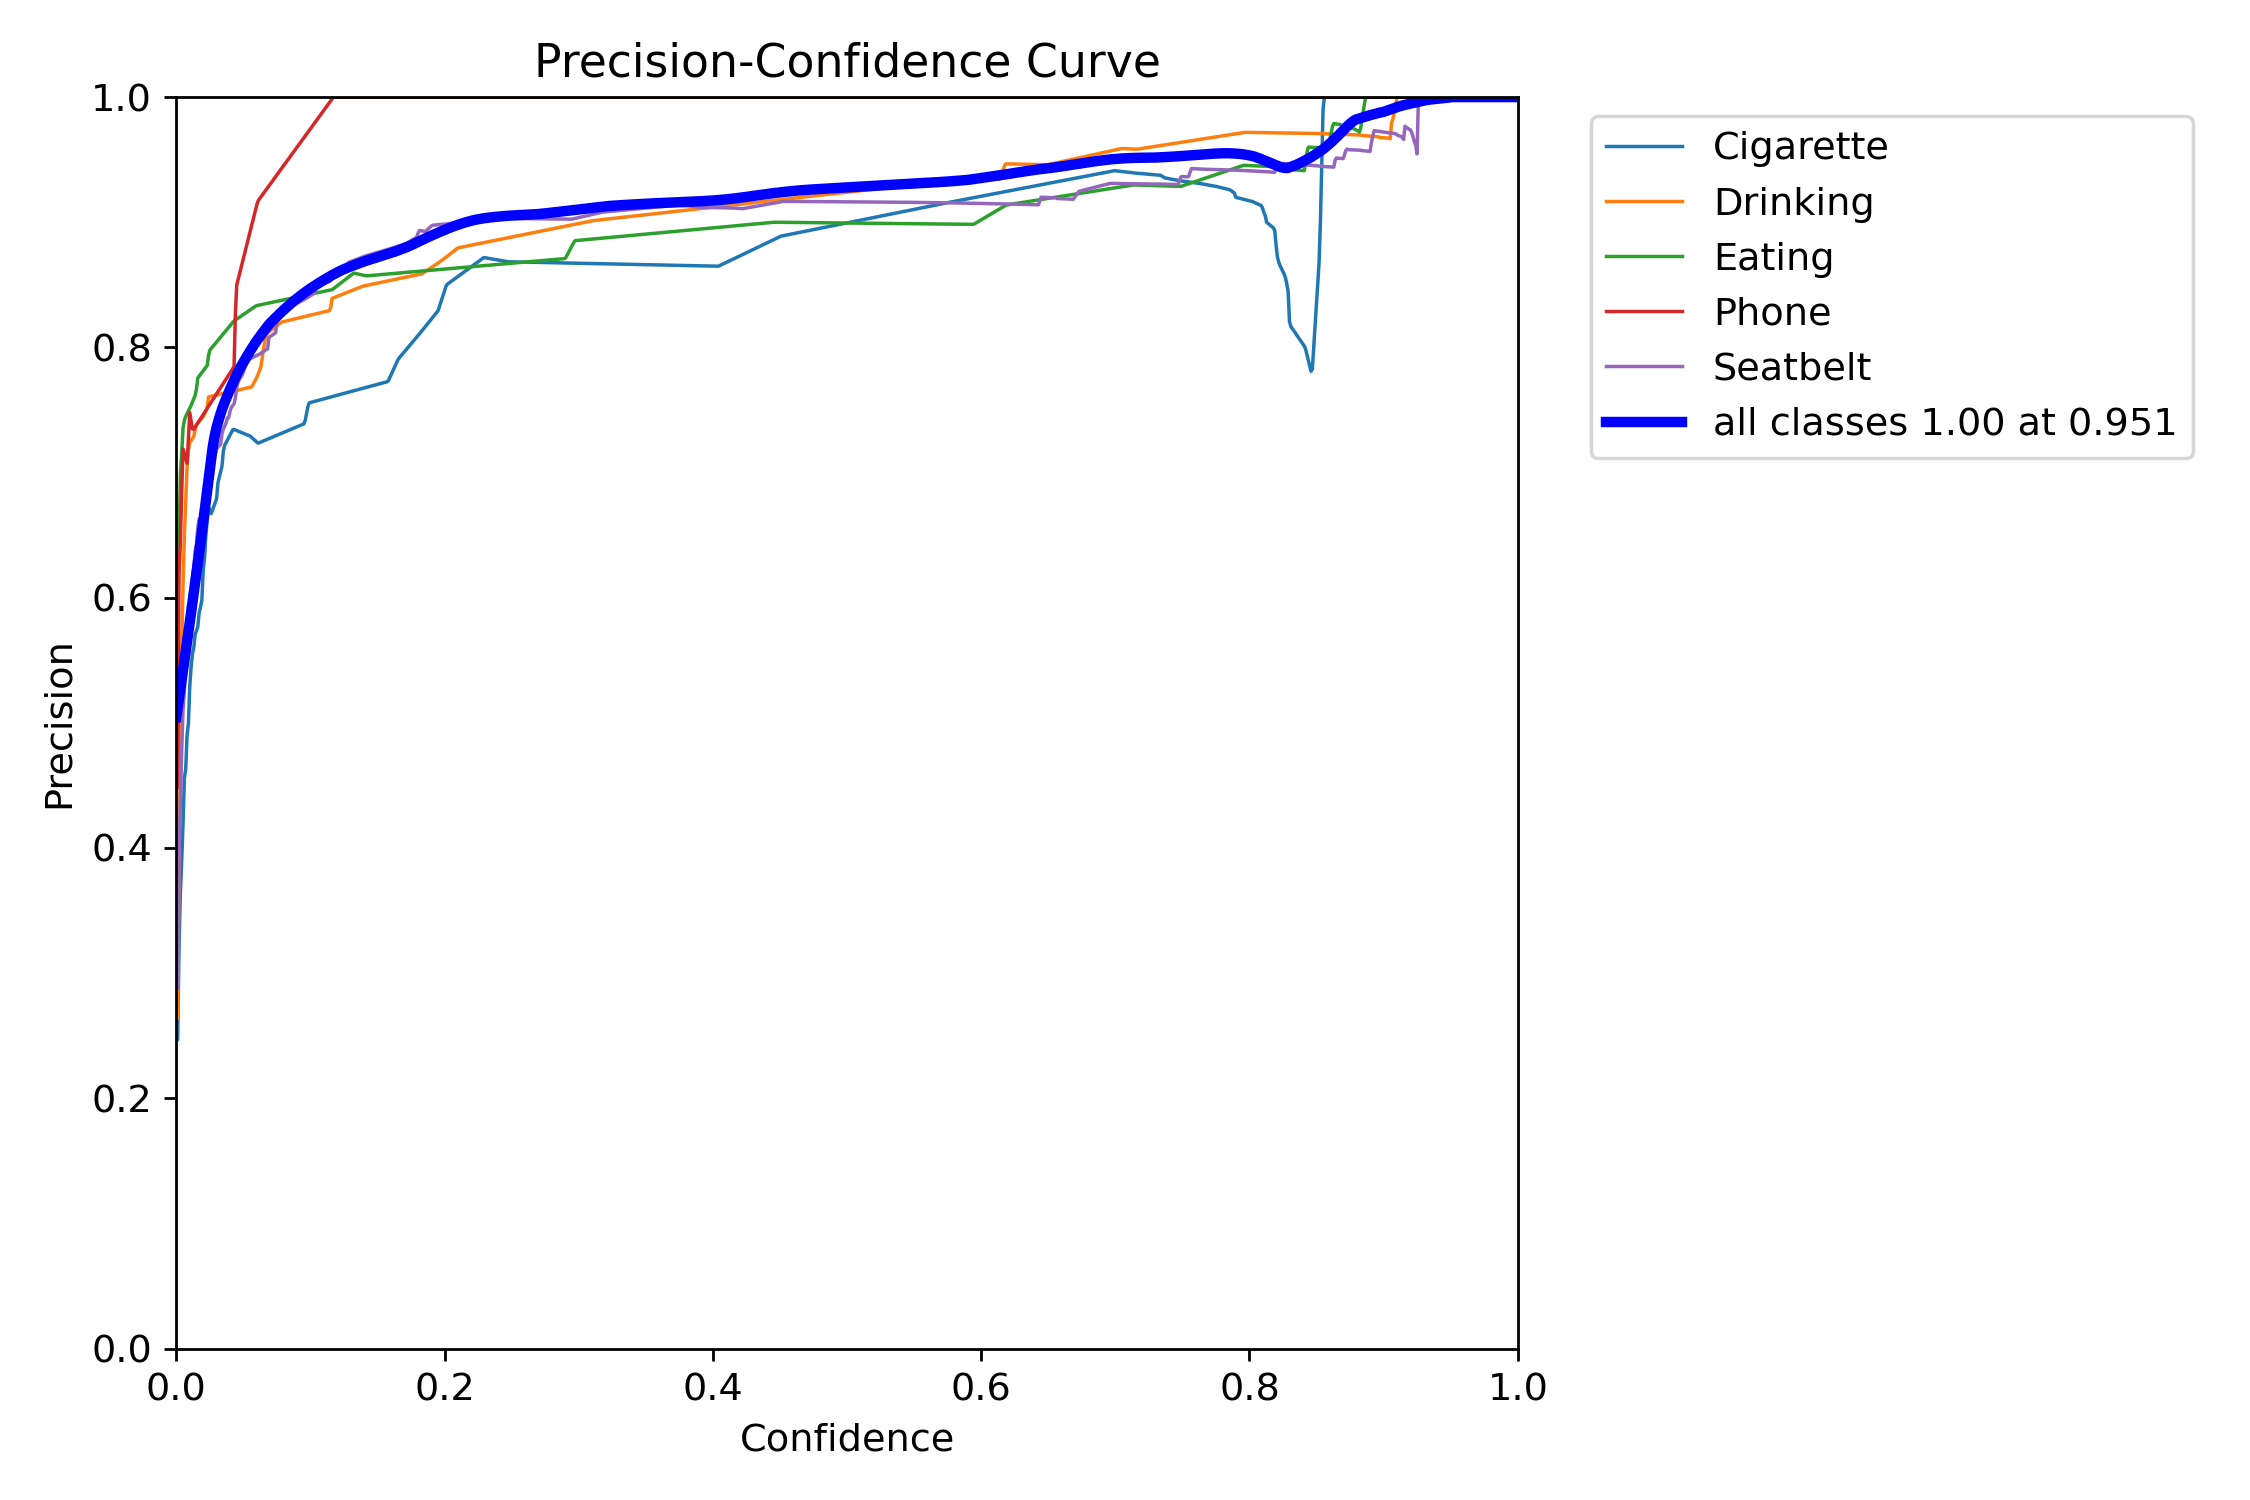 Precision-Confidence Curve
1.0
0.8
0.6
0.4
0.2
0.0
Precision
0.0 0.2 0.4 0.6 0.8 1.0
Confidence
Cigarette
Drinking
Eating
Phone
Seatbelt
all classes 1.00 at 0.951